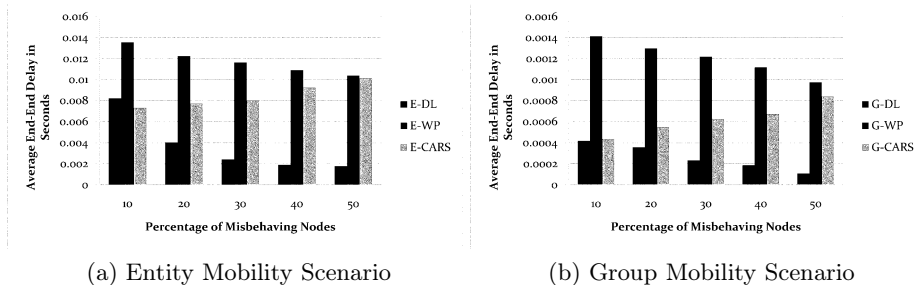 0.016
0.014
0.012
0.01
0.008
0.006
0.004
0.002
0
Average End-End Delay in
Seconds
10 20 30 40 50
Percentage of Misbehaving Nodes
E-DL
E-WP
E-CARS
(a) Entity Mobility Scenario
0.0016
0.0014
0.0012
0.001
0.0008
0.0006
0.0004
0.0002
0
Average End-End Delay in
Seconds
10 20 30 40 50
Percentage of Misbehaving Nodes
G-DL
G-WP
G-CARS
(b) Group Mobility Scenario